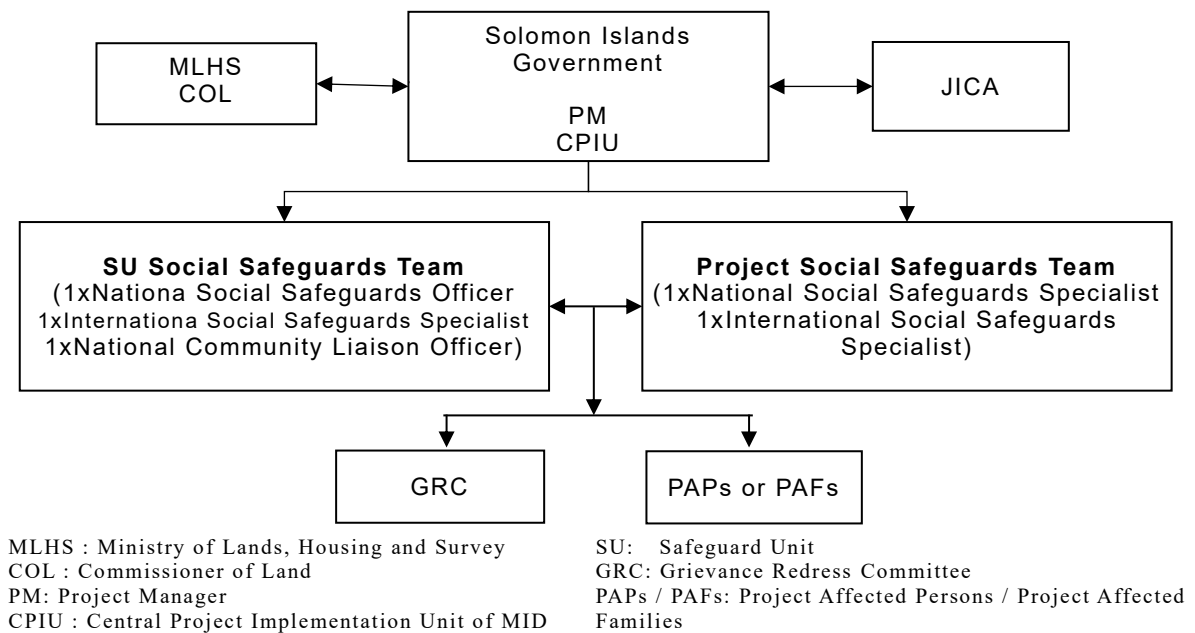 Solomon Islands
Government
PM
CPIU
MLHS
COL
JICA
SU Social Safeguards Team
(1xNationa Social Safeguards Officer
1xInternationa Social Safeguards Specialist
1xNational Community Liaison Officer)
Project Social Safeguards Team
(1xNational Social Safeguards Specialist
1xInternational Social Safeguards
Specialist)
GRC
PAPs or PAFs
MLHS : Ministry of Lands, Housing and Survey
COL : Commissioner of Land
PM: Project Manager
CPIU : Central Project Implementation Unit of MID
SU: Safeguard Unit
GRC: Grievance Redress Committee
PAPs / PAFs: Project Affected Persons / Project Affected
Families